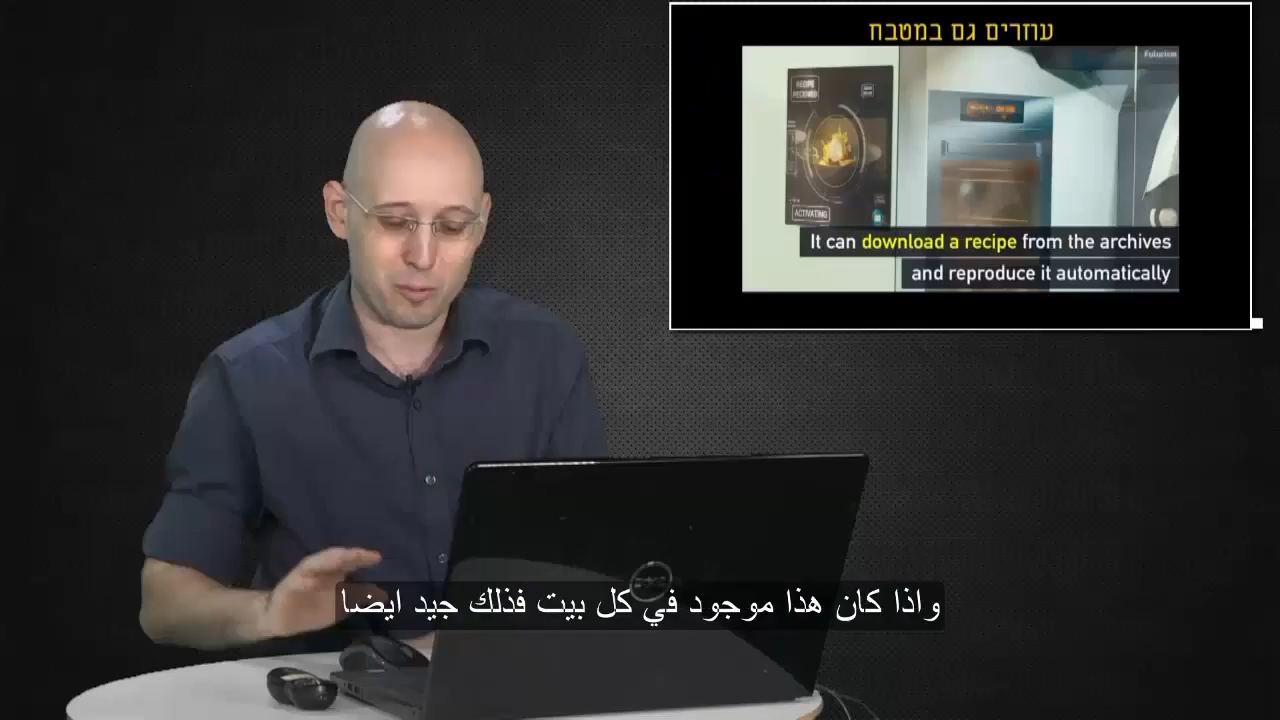 עוזרים גם במטבח
Futurism
RECIPE
RECEIVED
ACTIVATING
It can download a recipe from the archives
and reproduce it automatically
واذا كان هذا موجود في كل بيت فذلك جيد ايضا